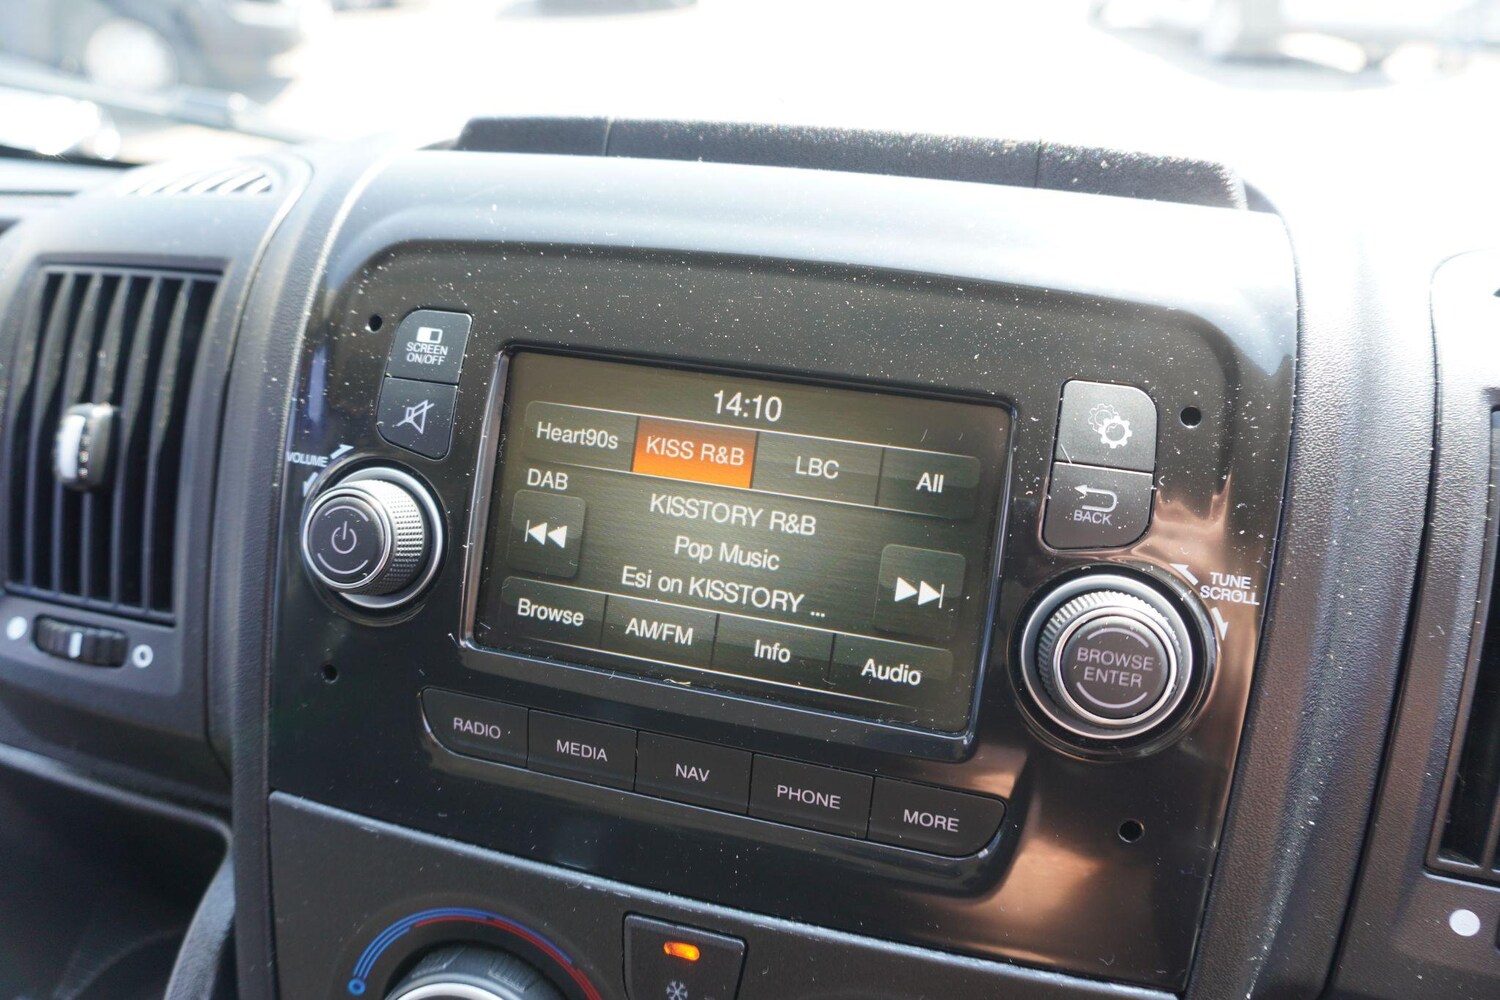 SCREEN
ON/OFF
VOLUME
14:10
Heart90s KISS R&B LBC All
DAB
KISSTORY R&B
Pop Music
Esi on KISSTORY ...
Browse AM/FM Info Audio
BACK
TUNE
SCROLL
BROWSE
ENTER
RADIO MEDIA NAV PHONE MORE